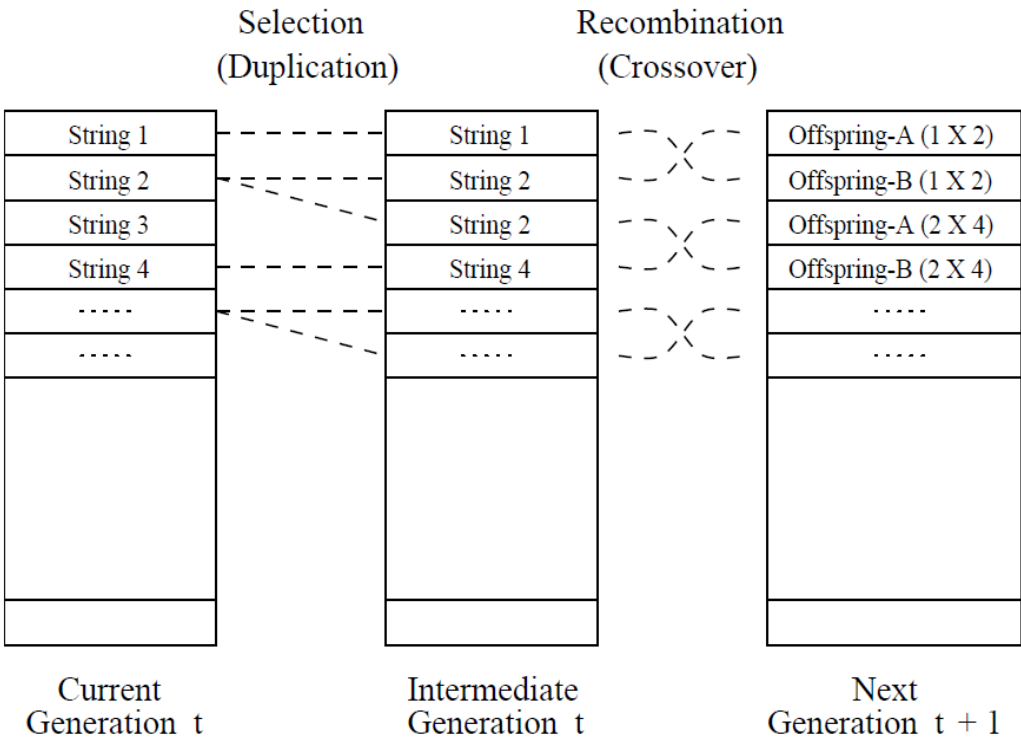 Selection
(Duplication)
Recombination
(Crossover)
String 1
String 2
String 3
String 4
.....
.....
String 1
String 2
String 2
String 4
.....
.....
Offspring-A (1 X 2)
Offspring-B (1 X 2)
Offspring-A (2 X 4)
Offspring-B (2 X 4)
.....
.....
Current
Generation t
Intermediate
Generation t
Next
Generation t + 1